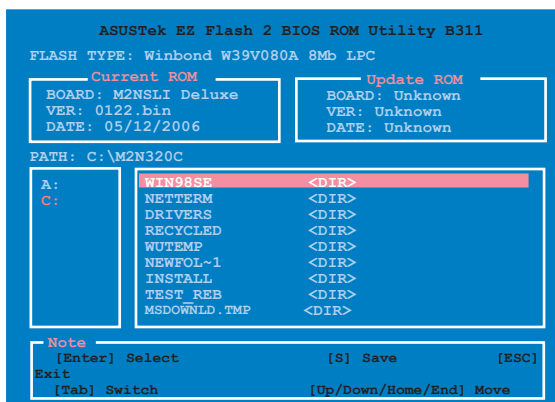 ASUSTek EZ Flash 2 BIOS ROM Utility B311
FLASH TYPE: Winbond W39V080A 8Mb LPC
Current ROM
BOARD: M2NSLI Deluxe
VER: 0122.bin
DATE: 05/12/2006
Update ROM
BOARD: Unknown
VER: Unknown
DATE: Unknown
PATH: C:\M2N320C
A:
C:
WIN98SE <DIR>
NETTERM <DIR>
DRIVERS <DIR>
RECYCLED <DIR>
WUTEMP <DIR>
NEWFOL~1 <DIR>
INSTALL <DIR>
TEST_REB <DIR>
MSDOWNLD.TMP <DIR>
Note
[Enter] Select [S] Save [ESC]
Exit
[Tab] Switch [Up/Down/Home/End] Move